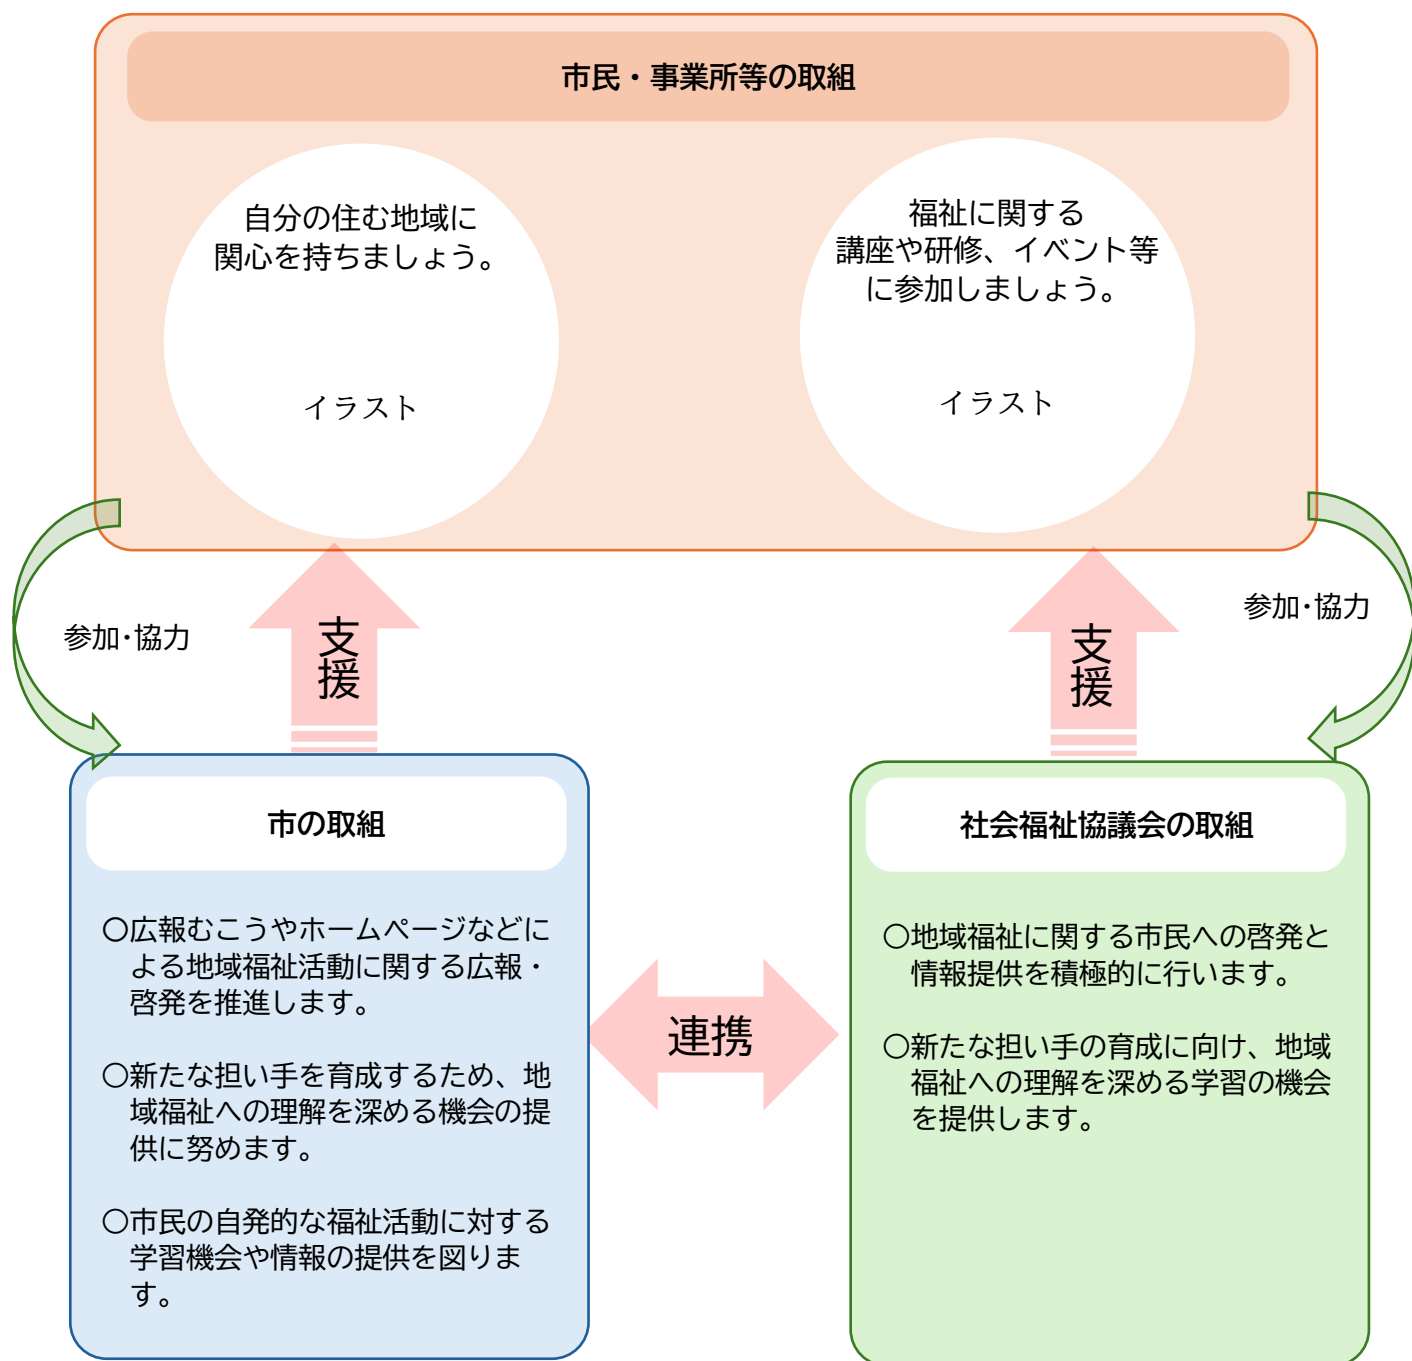 市民・事業所等の取組
自分の住む地域に
関心を持ちましょう。
イラスト
福祉に関する
講座や研修、イベント等
に参加しましょう。
イラスト
参加・協力
支援
支援
参加・協力
市の取組
〇広報むこうやホームページなどに
よる地域福祉活動に関する広報・
啓発を推進します。
〇新たな担い手を育成するため、地
域福祉への理解を深める機会の提
供に努めます。
〇市民の自発的な福祉活動に対する
学習機会や情報の提供を図りま
す。
連携
社会福祉協議会の取組
〇地域福祉に関する市民への啓発と
情報提供を積極的に行います。
〇新たな担い手の育成に向け、地域
福祉への理解を深める学習の機会
を提供します。